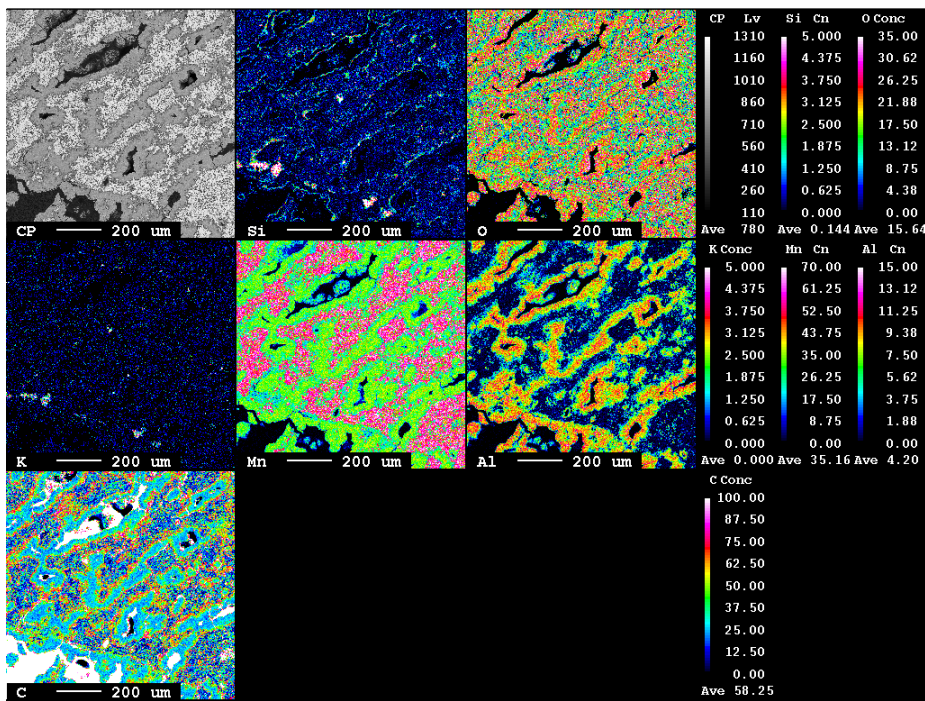 CP Lv Si Cn O Conc
1310 5.000 35.00
1160 4.375 30.62
1010 3.750 26.25
860 3.125 21.88
710 2.500 17.50
560 1.875 13.12
410 1.250 8.75
260 0.625 4.38
110 0.000 0.00
Ave 780 Ave 0.144 Ave 15.64
CP 200 um
Si 200 um
O 200 um
K Conc Mn Cn Al Cn
5.000 70.00 15.00
4.375 61.25 13.12
3.750 52.50 11.25
3.125 43.75 9.38
2.500 35.00 7.50
1.875 26.25 5.62
1.250 17.50 3.75
0.625 8.75 1.88
0.000 0.00 0.00
Ave 0.000 Ave 35.16 Ave 4.20
K 200 um
Mn 200 um
Al 200 um
C Conc
100.00
87.50
75.00
62.50
50.00
37.50
25.00
12.50
0.00
Ave 58.25
C 200 um